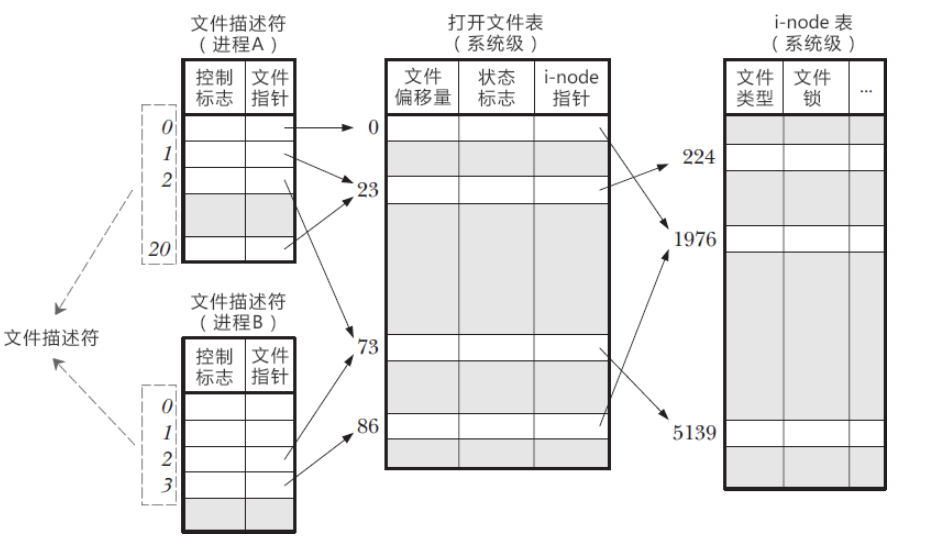 文件描述符
（进程A）
控制
标志
文件
指针
0
1
2
20
文件描述符
文件描述符
（进程B）
控制
标志
文件
指针
0
1
2
3
打开文件表
（系统级）
文件
偏移量
状态
标志
i-node
指针
0
23
73
86
i-node 表
（系统级）
文件
类型
文件
锁
...
224
1976
5139